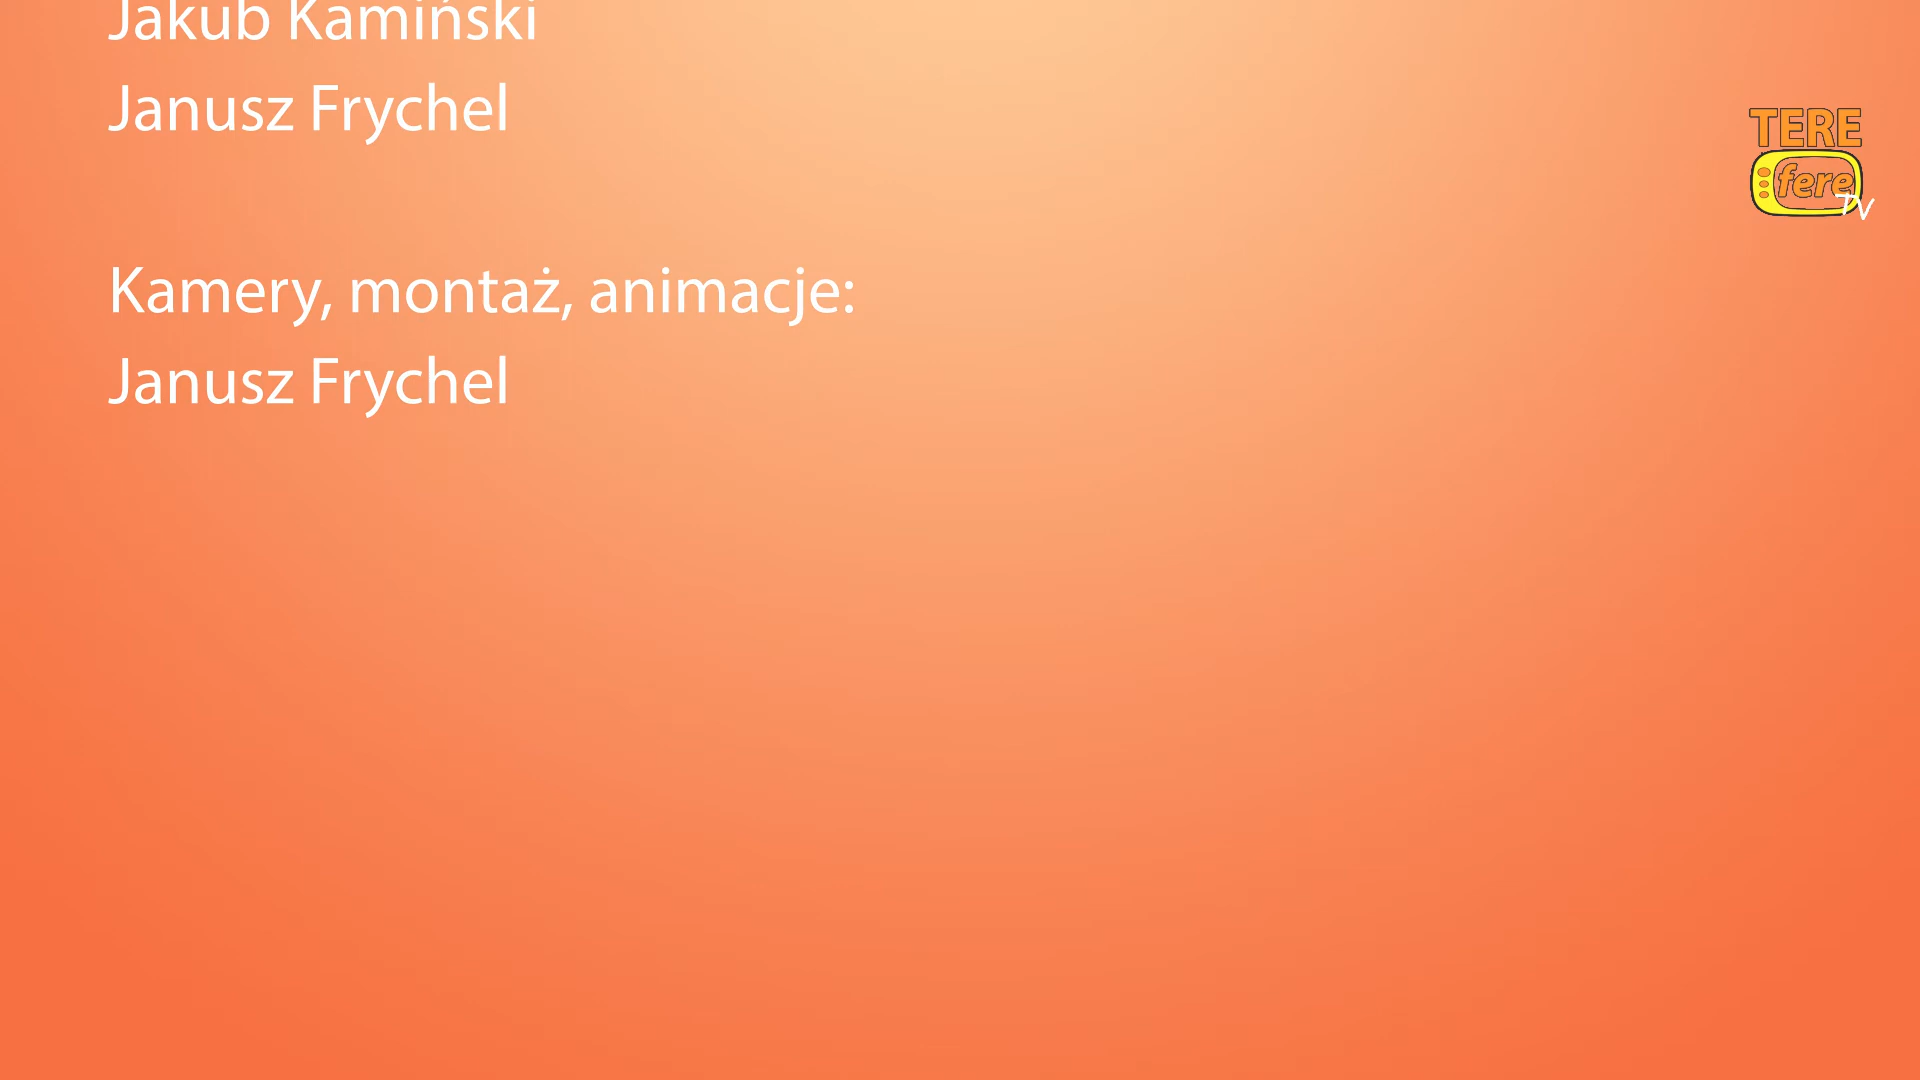 Jakub Kamiński
Janusz Frychel
TERE
fere
TV
Kamery, montaż, animacje:
Janusz Frychel